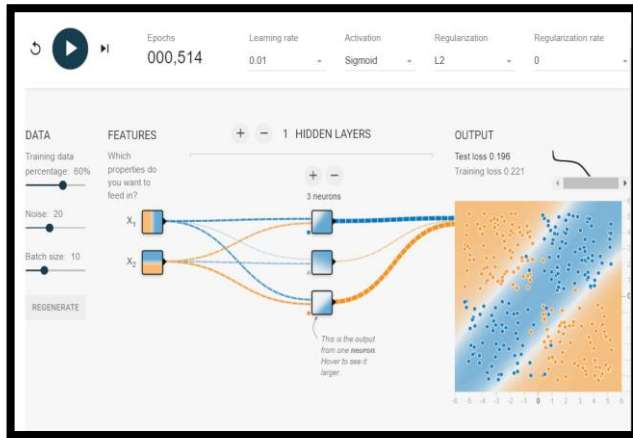 Epochs
000,514
Learning rate
0.01
Activation
Sigmoid
Regularization
L2
Regularization rate
0
DATA
Training data
percentage: 60%
Noise: 20
Batch size: 10
REGENERATE
FEATURES
Which
properties do
you want to
feed in?
X1
X2
+ − 1 HIDDEN LAYERS
+ −
3 neurons
This is the output
from one neuron.
Hover to see it
larger.
OUTPUT
Test loss 0.196
Training loss 0.221
-6 -5 -4 -3 -2 -1 0 1 2 3 4 5 6